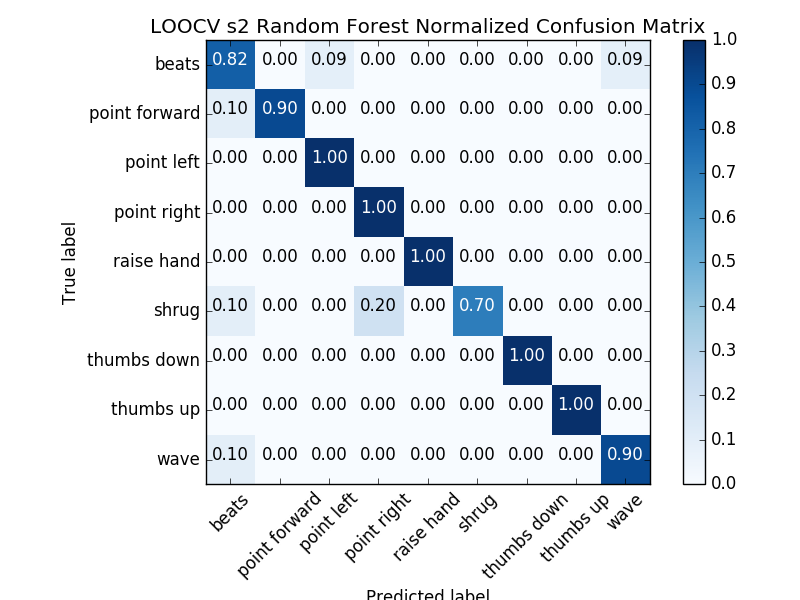 LOOCV s2 Random Forest Normalized Confusion Matrix
True label
beats 0.82 0.00 0.09 0.00 0.00 0.00 0.00 0.00 0.09
point forward 0.10 0.90 0.00 0.00 0.00 0.00 0.00 0.00 0.00
point left 0.00 0.00 1.00 0.00 0.00 0.00 0.00 0.00 0.00
point right 0.00 0.00 0.00 1.00 0.00 0.00 0.00 0.00 0.00
raise hand 0.00 0.00 0.00 0.00 1.00 0.00 0.00 0.00 0.00
shrug 0.10 0.00 0.00 0.20 0.00 0.70 0.00 0.00 0.00
thumbs down 0.00 0.00 0.00 0.00 0.00 0.00 1.00 0.00 0.00
thumbs up 0.00 0.00 0.00 0.00 0.00 0.00 0.00 1.00 0.00
wave 0.10 0.00 0.00 0.00 0.00 0.00 0.00 0.00 0.90
beats point forward point left point right raise hand shrug thumbs down thumbs up wave
Predicted label
1.0
0.9
0.8
0.7
0.6
0.5
0.4
0.3
0.2
0.1
0.0